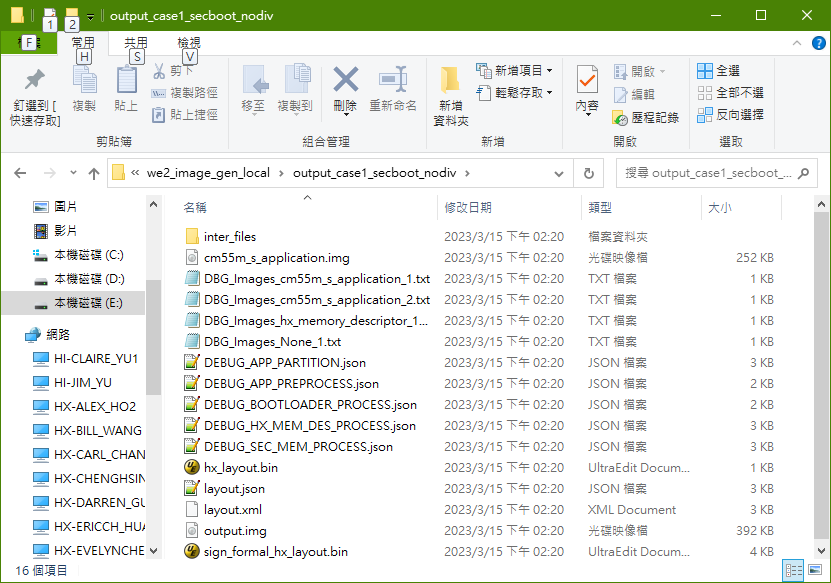 output_case1_secboot_nodiv
1
2
F
常用
共用
檢視
H
S
V
釘選到 [
快速存取]
複製
貼上
剪下
複製路徑
貼上捷徑
剪貼簿
移至
複製到
刪除
重新命名
組合管理
新增
資料夾
新增項目
輕鬆存取
新增
內容
開啟
編輯
歷程記錄
開啟
全選
全部不選
反向選擇
選取
« we2_image_gen_local › output_case1_secboot_nodiv ›
搜尋 output_case1_secboot_...
圖片
影片
本機磁碟 (C:)
本機磁碟 (D:)
本機磁碟 (E:)
網路
HI-CLAIRE_YU1
HI-JIM_YU
HX-ALEX_HO2
HX-BILL_WANG
HX-CARL_CHAN
HX-CHENGHSIN
HX-DARREN_GU
HX-ERICCH_HUA
HX-EVELYNCHE
名稱 修改日期 類型 大小
inter_files 2023/3/15 下午 02:20 檔案資料夾
cm55m_s_application.img 2023/3/15 下午 02:20 光碟映像檔 252 KB
DBG_Images_cm55m_s_application_1.txt 2023/3/15 下午 02:20 TXT 檔案 1 KB
DBG_Images_cm55m_s_application_2.txt 2023/3/15 下午 02:20 TXT 檔案 1 KB
DBG_Images_hx_memory_descriptor_1... 2023/3/15 下午 02:20 TXT 檔案 1 KB
DBG_Images_None_1.txt 2023/3/15 下午 02:20 TXT 檔案 1 KB
DEBUG_APP_PARTITION.json 2023/3/15 下午 02:20 JSON 檔案 3 KB
DEBUG_APP_PREPROCESS.json 2023/3/15 下午 02:20 JSON 檔案 2 KB
DEBUG_BOOTLOADER_PROCESS.json 2023/3/15 下午 02:20 JSON 檔案 2 KB
DEBUG_HX_MEM_DES_PROCESS.json 2023/3/15 下午 02:20 JSON 檔案 3 KB
DEBUG_SEC_MEM_PROCESS.json 2023/3/15 下午 02:20 JSON 檔案 3 KB
hx_layout.bin 2023/3/15 下午 02:20 UltraEdit Docum... 1 KB
layout.json 2023/3/15 下午 02:20 JSON 檔案 3 KB
layout.xml 2023/3/15 下午 02:20 XML Document 3 KB
output.img 2023/3/15 下午 02:20 光碟映像檔 392 KB
sign_formal_hx_layout.bin 2023/3/15 下午 02:20 UltraEdit Docum... 4 KB
16 個項目